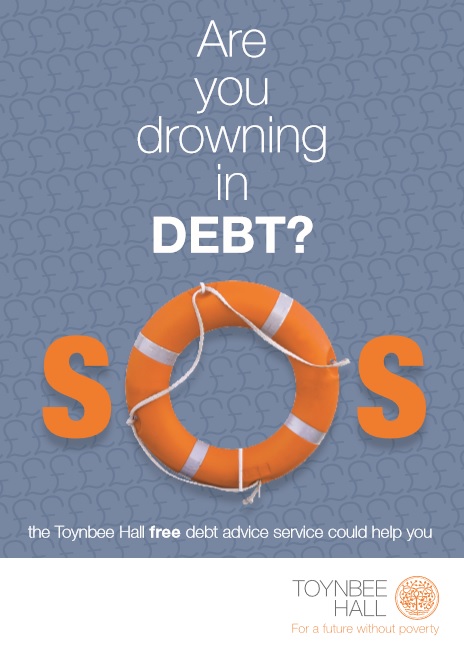 Are
you
drowning
in
DEBT?
SOS
the Toynbee Hall free debt advice service could help you
TOYNBEE
HALL
For a future without poverty